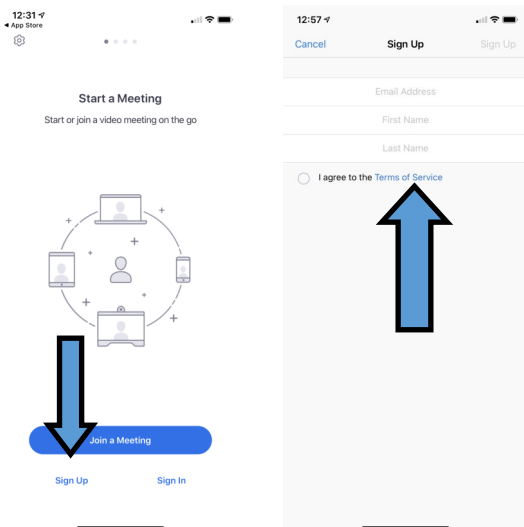 12:31
App Store
Start a Meeting
Start or join a video meeting on the go
Join a Meeting
Sign Up
Sign In
12:57
Cancel
Sign Up
Sign Up
Email Address
First Name
Last Name
I agree to the Terms of Service